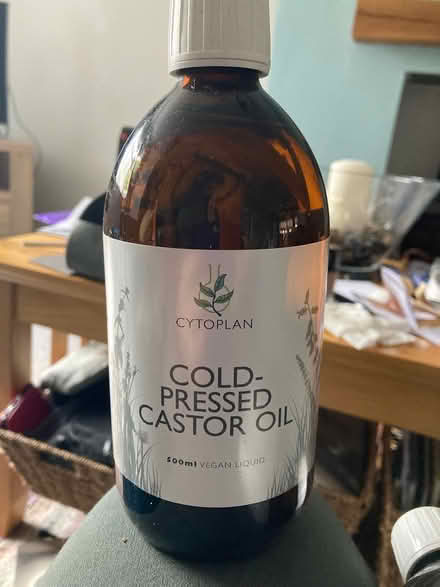 CYTOPLAN
COLD-
PRESSED
CASTOR OIL
500ml VEGAN LIQUID